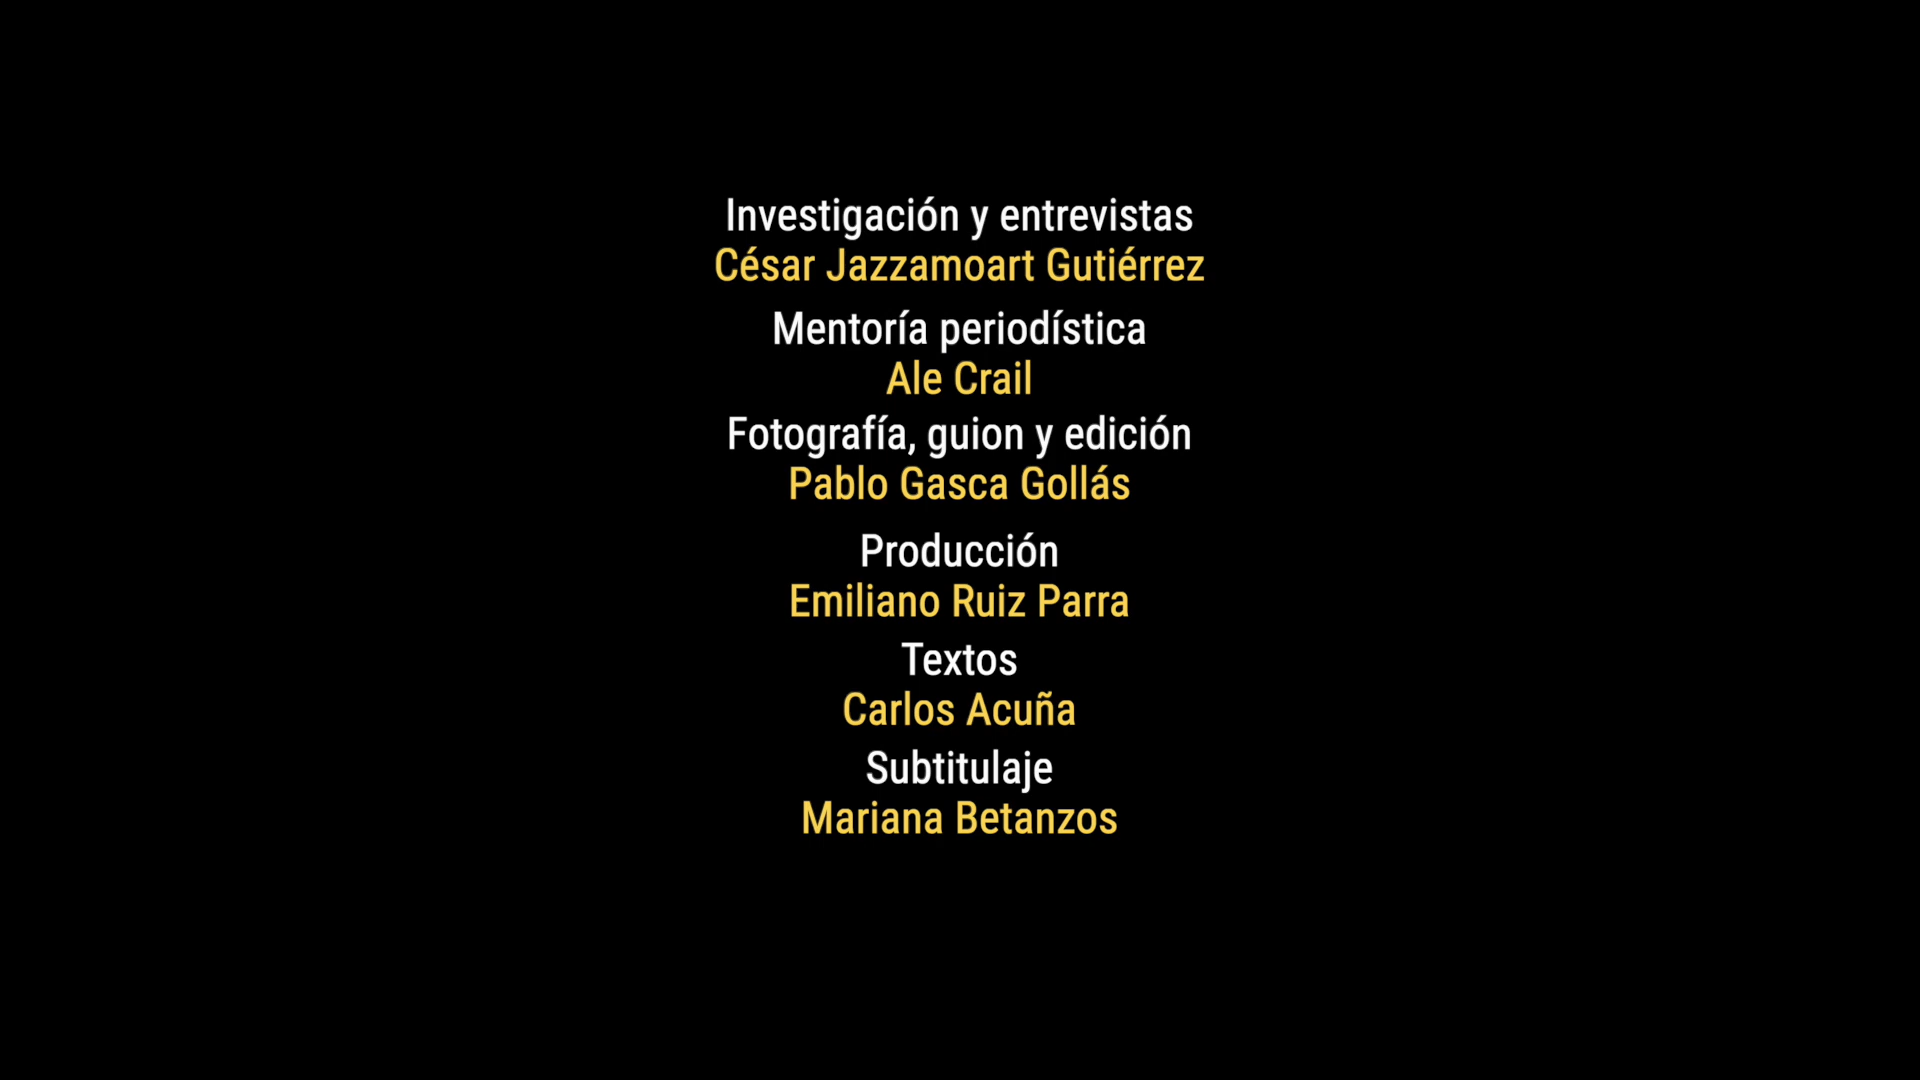 Investigación y entrevistas
César Jazzamoart Gutiérrez
Mentoría periodística
Ale Crail
Fotografía, guion y edición
Pablo Gasca Gollás
Producción
Emiliano Ruiz Parra
Textos
Carlos Acuña
Subtitulaje
Mariana Betanzos